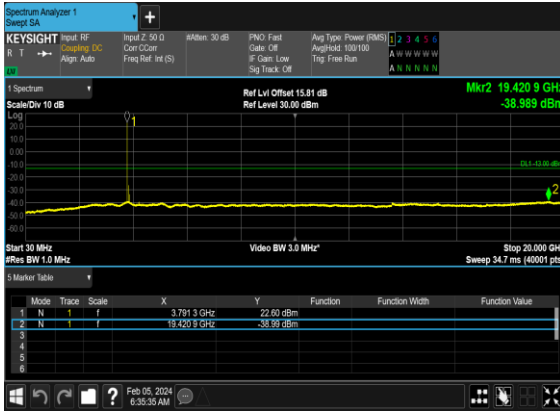 Spectrum Analyzer 1
Swept SA
+
KEYSIGHT Input: RF Input Z: 50 Ω #Atten: 30 dB PNO: Fast Avg Type: Power (RMS) 1 2 3 4 5 6
R T Coupling: DC Corr CCorr Gate: Off Avg|Hold: 100/100 A W W W W W
Align: Auto Freq Ref: Int (S) IF Gain: Low Trig: Free Run
Sig Track: Off A N N N N N
1 Spectrum
Ref Lvl Offset 15.81 dB Mkr2 19.420 9 GHz
Scale/Div 10 dB Ref Level 30.00 dBm -38.989 dBm
Log
1
20.0
10.0
0.00
-10.0
DL1 -13.00 dBm
-20.0
-30.0
2
-40.0
-50.0
-60.0
Start 30 MHz Video BW 3.0 MHz* Stop 20.000 GHz
#Res BW 1.0 MHz Sweep 34.7 ms (40001 pts)
5 Marker Table
Mode Trace Scale X Y Function Function Width Function Value
1 N 1 f 3.791 3 GHz 22.60 dBm
2 N 1 f 19.420 9 GHz -38.99 dBm
3
4
5
6
? Feb 05, 2024
6:35:35 AM